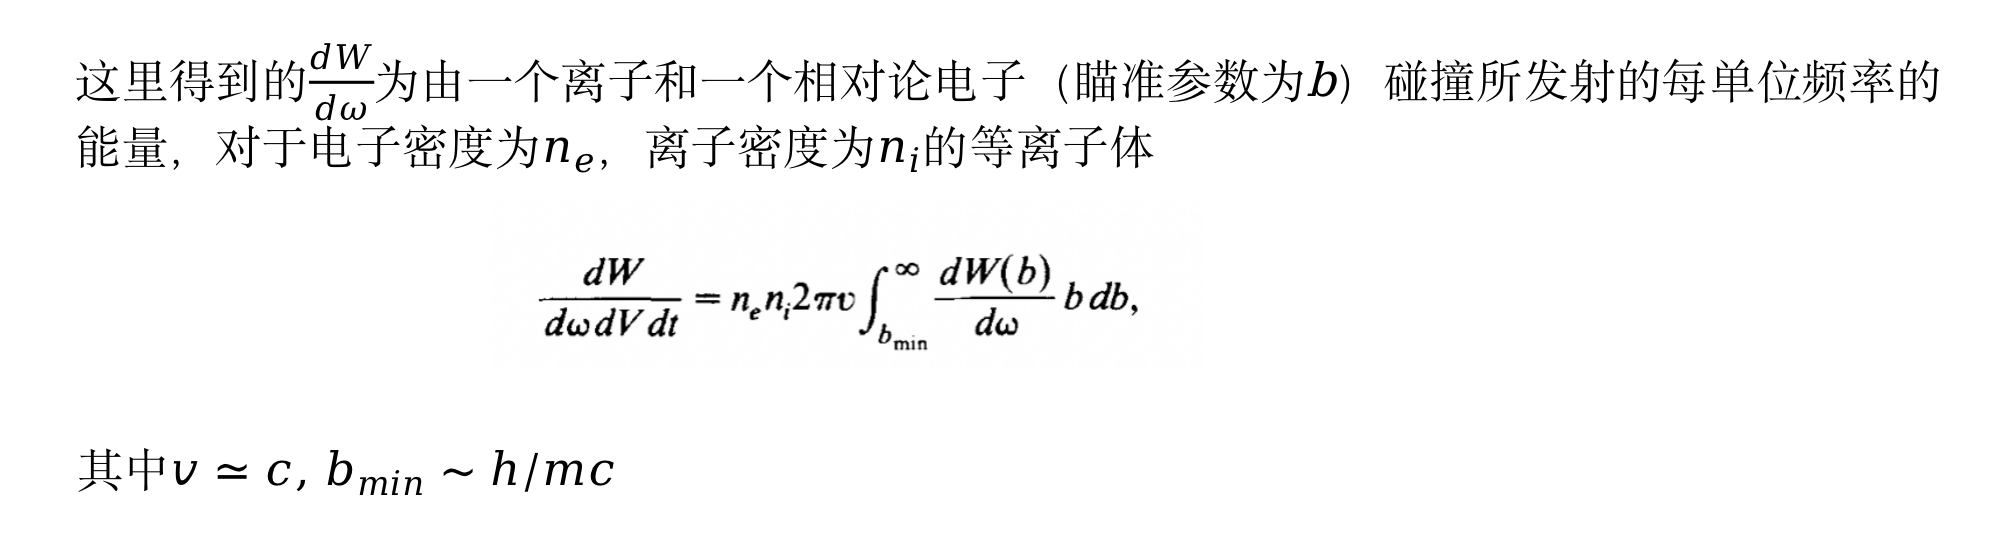 这里得到的$\frac{dW}{d\omega}$为由一个离子和一个相对论电子（瞄准参数为$b$）碰撞所发射的每单位频率的
能量，对于电子密度为$n_e$，离子密度为$n_i$的等离子体
$\frac{dW}{d\omega dV dt} = n_e n_i 2\pi v \int_{b_{\min}}^{\infty} \frac{dW(b)}{d\omega} b\,db,$
其中$v \simeq c, b_{min} \sim h/mc$